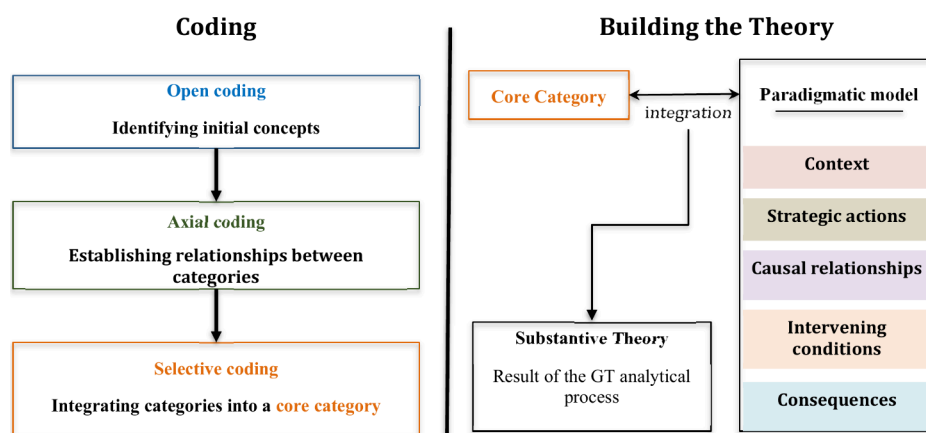 Coding
Open coding
Identifying initial concepts
Axial coding
Establishing relationships between
categories
Selective coding
Integrating categories into a core category
Building the Theory
Core Category
integration
Paradigmatic model
Context
Strategic actions
Causal relationships
Intervening
conditions
Consequences
Substantive Theory
Result of the GT analytical
process